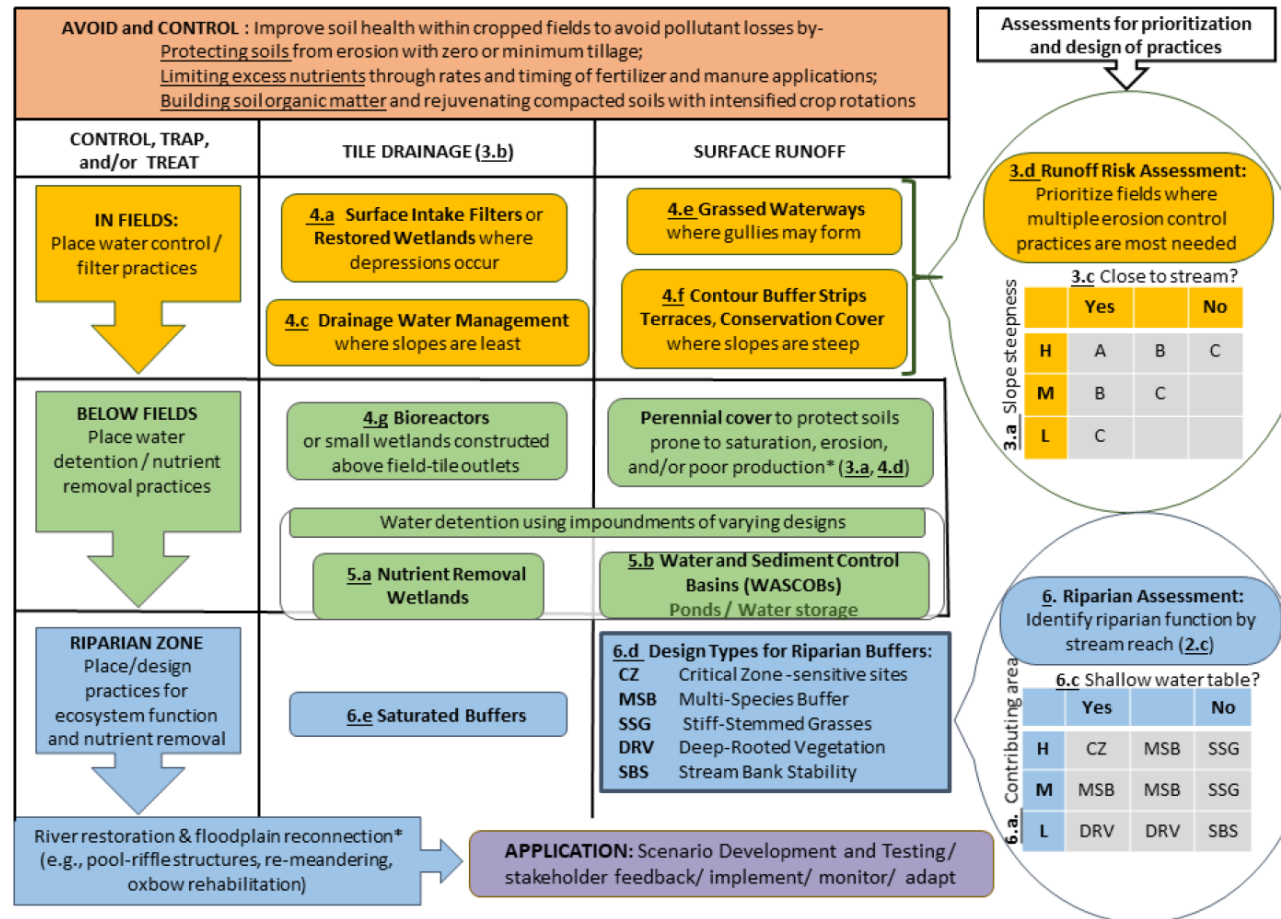 AVOID and CONTROL : Improve soil health within cropped fields to avoid pollutant losses by-
Protecting soils from erosion with zero or minimum tillage;
Limiting excess nutrients through rates and timing of fertilizer and manure applications;
Building soil organic matter and rejuvenating compacted soils with intensified crop rotations
Assessments for prioritization
and design of practices
CONTROL, TRAP,
and/or TREAT
TILE DRAINAGE (3.b)
SURFACE RUNOFF
IN FIELDS:
Place water control /
filter practices
4.a Surface Intake Filters or
Restored Wetlands where
depressions occur
4.c Drainage Water Management
where slopes are least
4.e Grassed Waterways
where gullies may form
4.f Contour Buffer Strips
Terraces, Conservation Cover
where slopes are steep
3.d Runoff Risk Assessment:
Prioritize fields where
multiple erosion control
practices are most needed
3.c Close to stream?
3.a Slope steepness
Yes No
H A B C
M B C
L C
BELOW FIELDS
Place water
detention / nutrient
removal practices
4.g Bioreactors
or small wetlands constructed
above field-tile outlets
Perennial cover to protect soils
prone to saturation, erosion,
and/or poor production* (3.a, 4.d)
Water detention using impoundments of varying designs
5.a Nutrient Removal
Wetlands
5.b Water and Sediment Control
Basins (WASCOBs)
Ponds / Water storage
RIPARIAN ZONE
Place/design
practices for
ecosystem function
and nutrient removal
6.e Saturated Buffers
6.d Design Types for Riparian Buffers:
CZ Critical Zone -sensitive sites
MSB Multi-Species Buffer
SSG Stiff-Stemmed Grasses
DRV Deep-Rooted Vegetation
SBS Stream Bank Stability
6. Riparian Assessment:
Identify riparian function by
stream reach (2.c)
6.c Shallow water table?
6.a. Contributing area
Yes No
H CZ MSB SSG
M MSB MSB SSG
L DRV DRV SBS
River restoration & floodplain reconnection*
(e.g., pool-riffle structures, re-meandering,
oxbow rehabilitation)
APPLICATION: Scenario Development and Testing/
stakeholder feedback/ implement/ monitor/ adapt